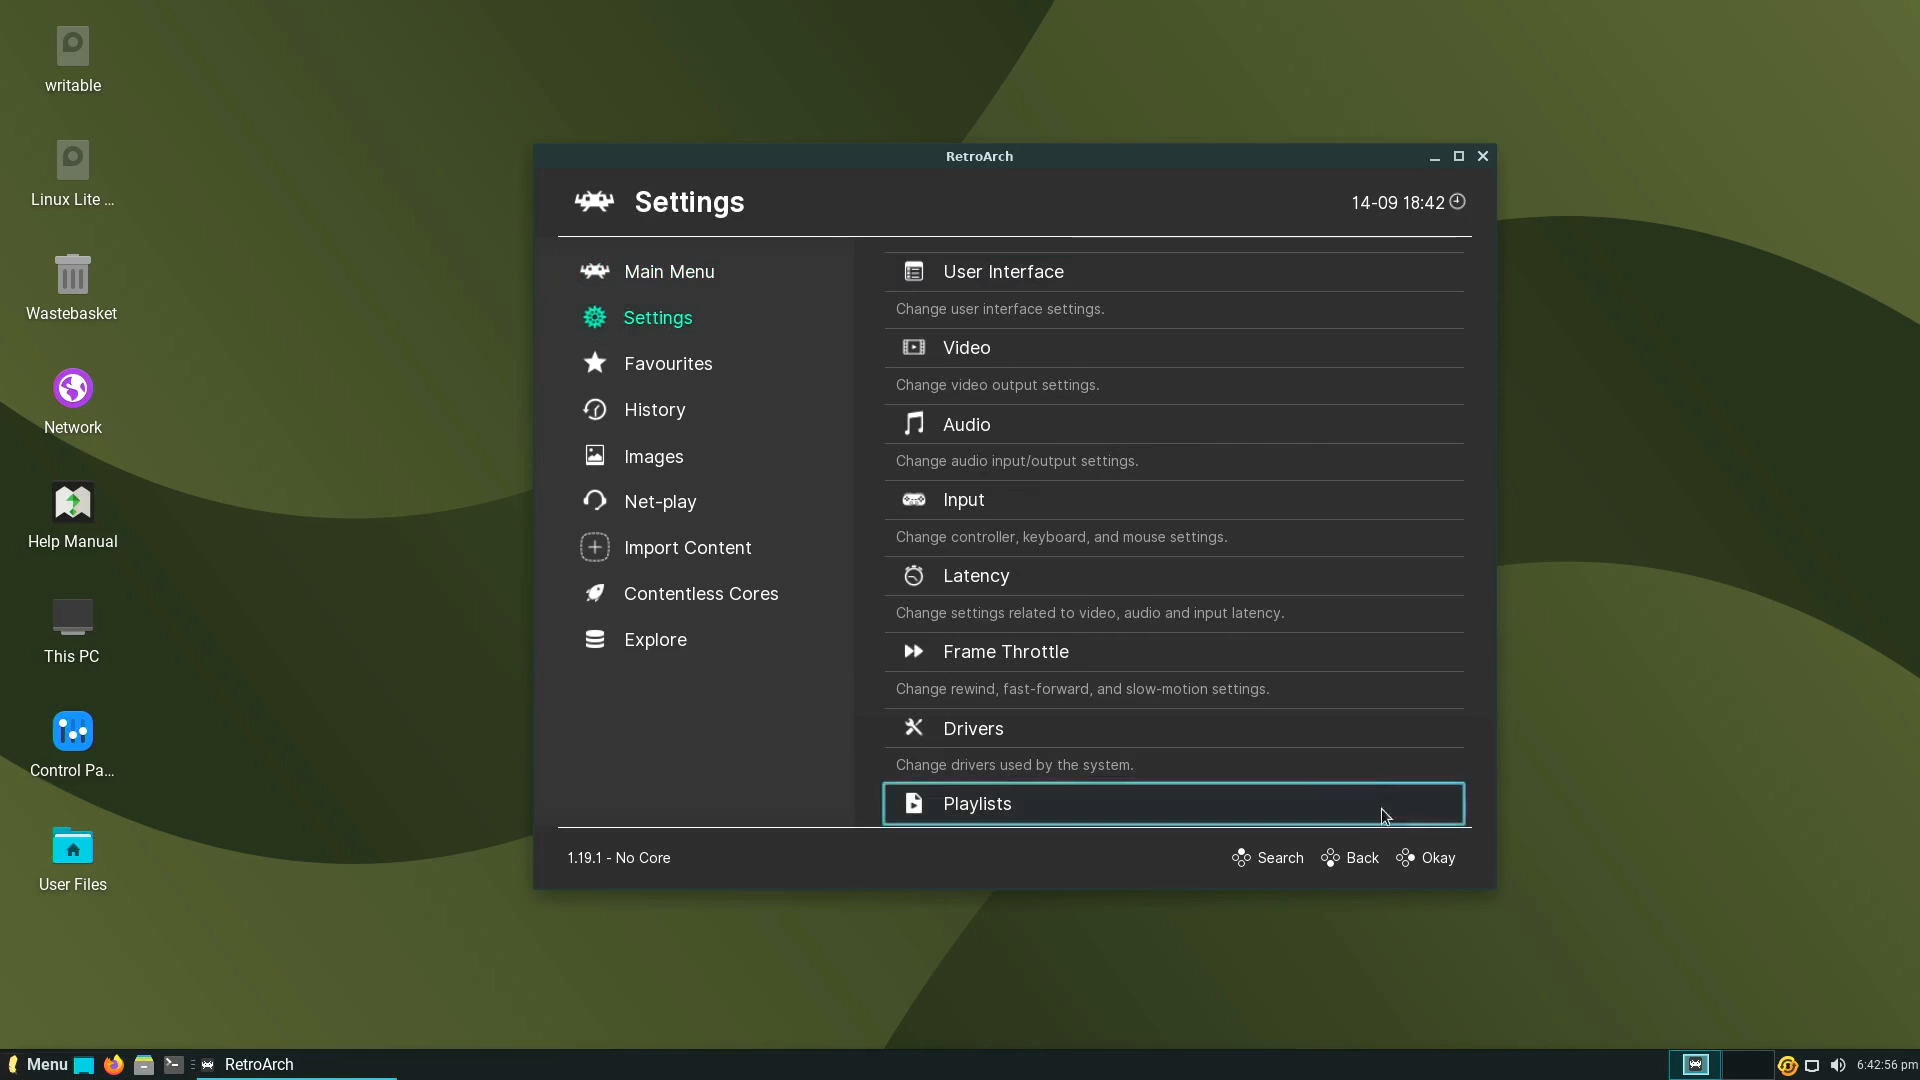 writable
Linux Lite ...
Wastebasket
Network
Help Manual
This PC
Control Pa...
User Files
RetroArch
Settings
14-09 18:42
Main Menu
Settings
Favourites
History
Images
Net-play
Import Content
Contentless Cores
Explore
User Interface
Change user interface settings.
Video
Change video output settings.
Audio
Change audio input/output settings.
Input
Change controller, keyboard, and mouse settings.
Latency
Change settings related to video, audio and input latency.
Frame Throttle
Change rewind, fast-forward, and slow-motion settings.
Drivers
Change drivers used by the system.
Playlists
1.19.1 - No Core
Search Back Okay
Menu RetroArch 6:42:56 pm